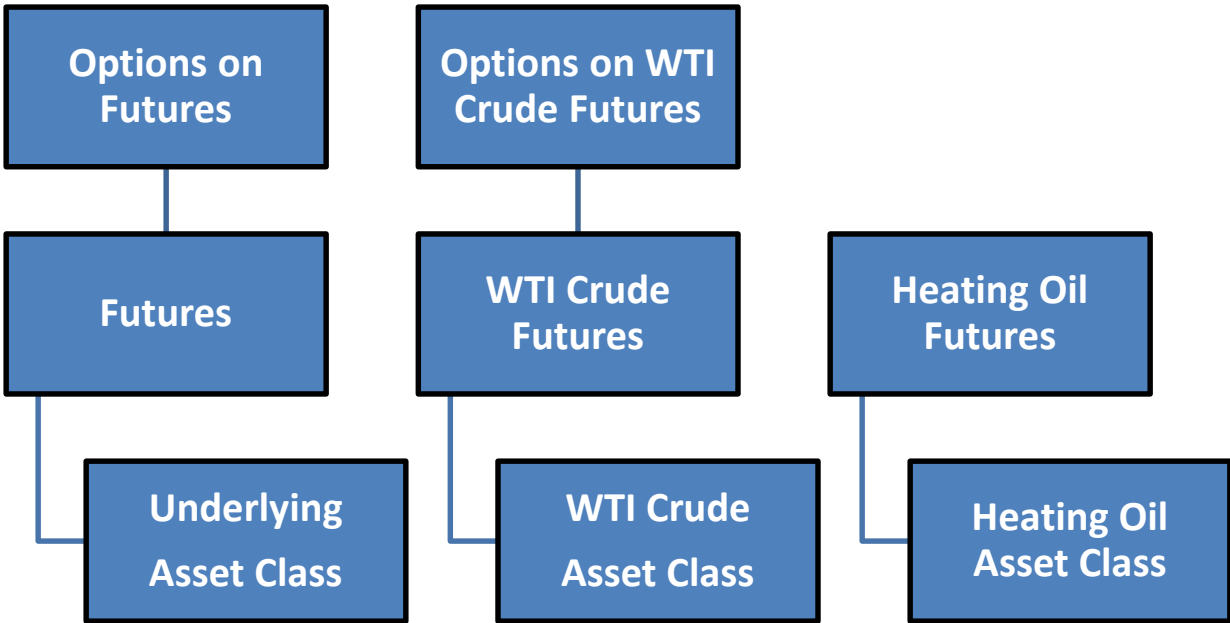 Options on
Futures
Options on WTI
Crude Futures
Futures
WTI Crude
Futures
Heating Oil
Futures
Underlying
Asset Class
WTI Crude
Asset Class
Heating Oil
Asset Class